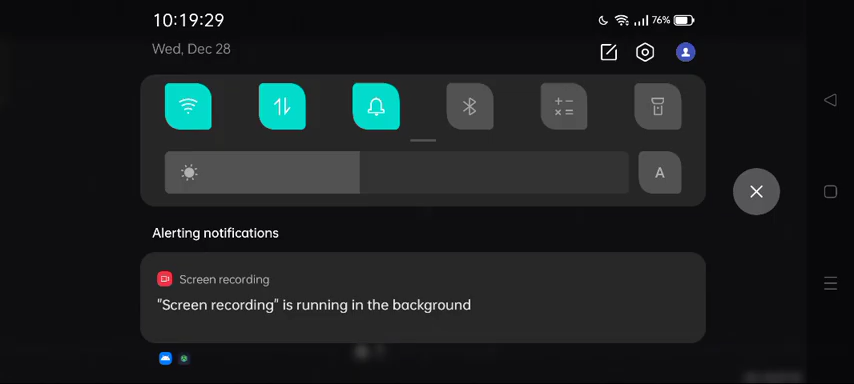 10:19:29
76%
Wed, Dec 28
A
Alerting notifications
Screen recording
"Screen recording" is running in the background